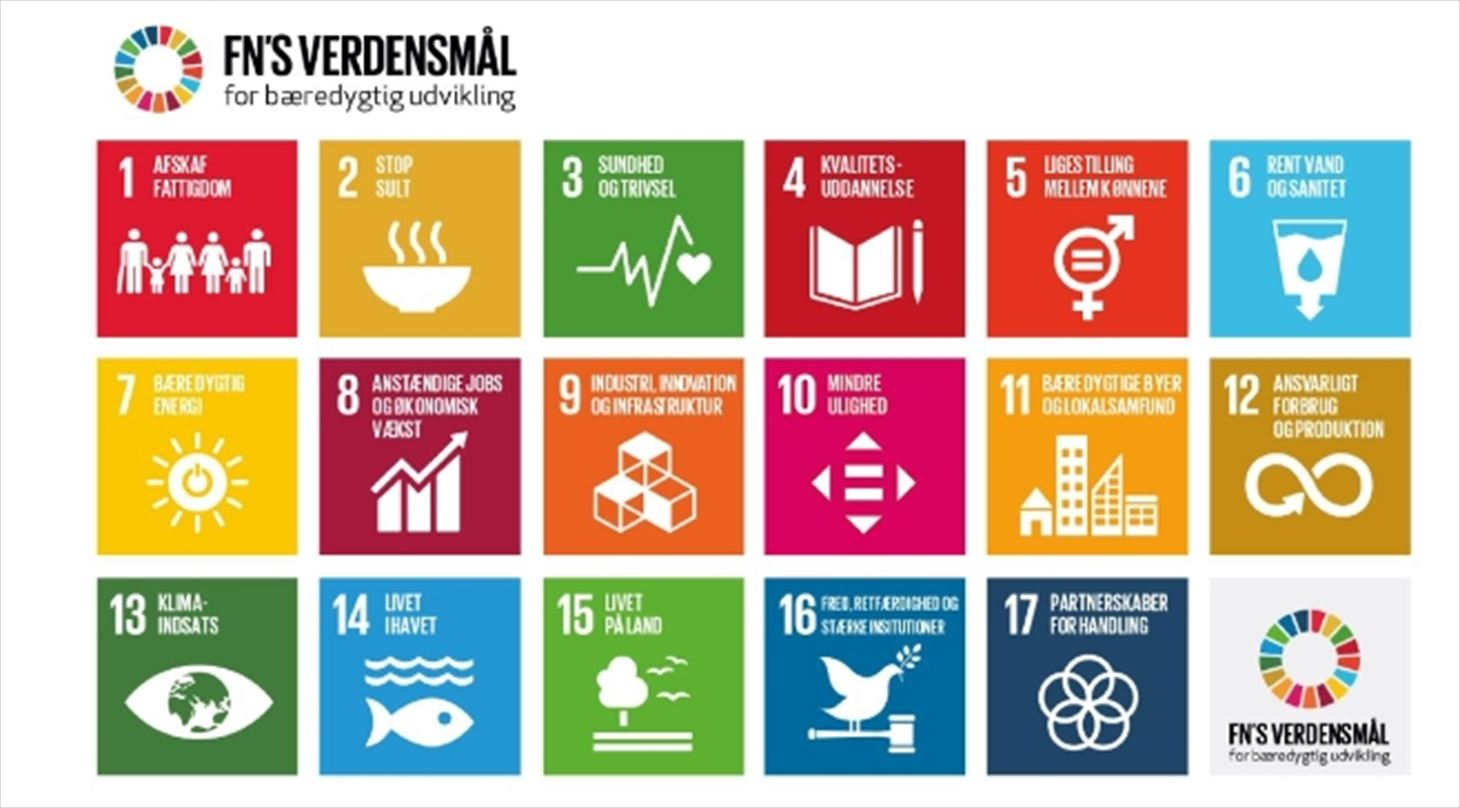 FN'S VERDENSMÅL
for bæredygtig udvikling
1 AFSKAF
FATTIGDOM
2 STOP
SULT
3 SUNDHED
OG TRIVSEL
4 KVALITETS-
UDDANNELSE
5 LIGESTILLING
MELLEM KØNNENE
6 RENT VAND
OG SANITET
7 BÆREDYGTIG
ENERGI
8 ANSTÆNDIGE JOBS
OG ØKONOMISK
VÆKST
9 INDUSTRI, INNOVATION
OG INFRASTRUKTUR
10 MINDRE
ULIGHED
11 BÆREDYGTIGE BYER
OG LOKALSAMFUND
12 ANSVARLIGT
FORBRUG
OG PRODUKTION
13 KLIMA-
INDSATS
14 LIVET
I HAVET
15 LIVET
PÅ LAND
16 FRED, RETFÆRDIGHED OG
STÆRKE INSITUTIONER
17 PARTNERSKABER
FOR HANDLING
FN'S VERDENSMÅL
for bæredygtig udvikling